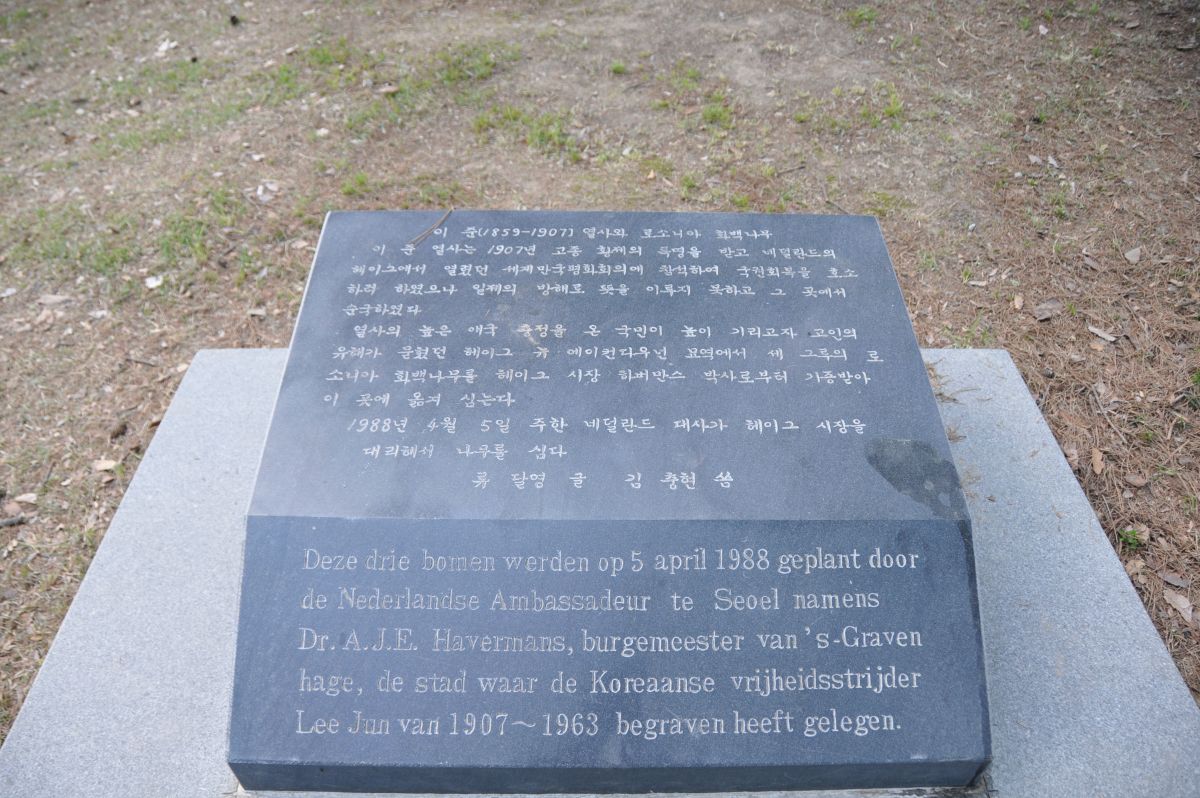 이 준(1859-1907) 열사와 로소니아 화백나무
이 준 열사는 1907년 고종 황제의 특명을 받고 네덜란드의
헤이그에서 열렸던 세계만국평화회의에 참석하여 국권회복을 호소
하려 하였으나 일제의 방해로 뜻을 이루지 못하고 그 곳에서
순국하였다
열사의 높은 애국 충정을 온 국민이 높이 기리고자 고인의
유해가 묻혔던 헤이그 뉴 에이컨다우넌 묘역에서 세 그루의 로
소니아 화백나무를 헤이그 시장 하버만스 박사로부터 기증받아
이 곳에 옮겨 심는다
1988년 4월 5일 주한 네덜란드 대사가 헤이그 시장을
대리해서 나무를 심다
류 달영 글 김 충현 씀
Deze drie bomen werden op 5 april 1988 geplant door
de Nederlandse Ambassadeur te Seoel namens
Dr. A.J.E. Havermans, burgemeester van 's-Graven
hage, de stad waar de Koreaanse vrijheidsstrijder
Lee Jun van 1907~1963 begraven heeft gelegen.